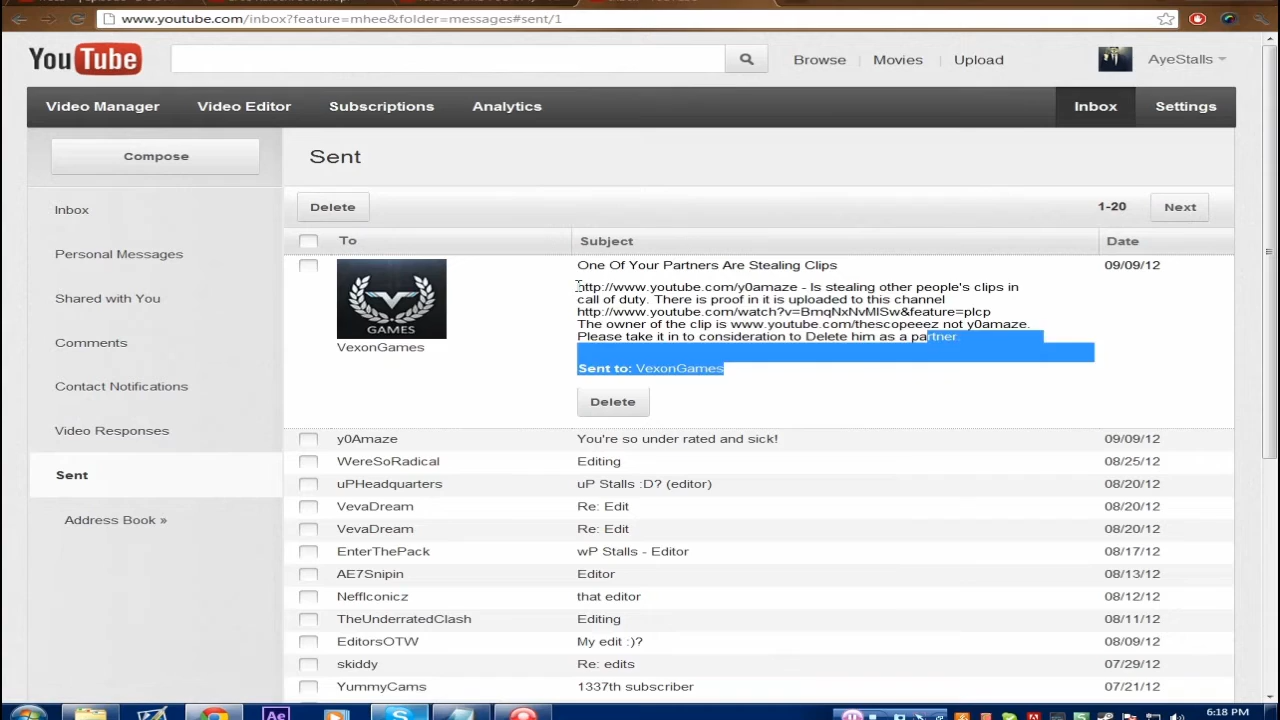 www.youtube.com/inbox?feature=mhee&folder=messages#sent/1
YouTube
Browse
Movies
Upload
AyeStalls
Video Manager
Video Editor
Subscriptions
Analytics
Inbox
Settings
Compose
Sent
Inbox
Personal Messages
Shared with You
Comments
Contact Notifications
Video Responses
Sent
Address Book »
Delete
1-20
Next
To
Subject
Date
GAMES
VexonGames
One Of Your Partners Are Stealing Clips
09/09/12
http://www.youtube.com/y0amaze - Is stealing other people's clips in
call of duty. There is proof in it is uploaded to this channel
http://www.youtube.com/watch?v=BmqNxNvMlSw&feature=plcp
The owner of the clip is www.youtube.com/thescopeeez not y0amaze.
Please take it in to consideration to Delete him as a partner.
Sent to: VexonGames
Delete
y0Amaze You're so under rated and sick! 09/09/12
WereSoRadical Editing 08/25/12
uPHeadquarters uP Stalls :D? (editor) 08/20/12
VevaDream Re: Edit 08/20/12
VevaDream Re: Edit 08/20/12
EnterThePack wP Stalls - Editor 08/17/12
AE7Snipin Editor 08/13/12
NeffIconicz that editor 08/12/12
TheUnderratedClash Editing 08/11/12
EditorsOTW My edit :)? 08/09/12
skiddy Re: edits 07/29/12
YummyCams 1337th subscriber 07/21/12
Ae
6:18 PM